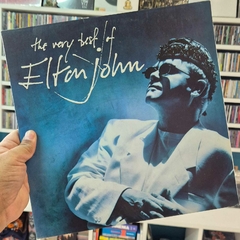 the very best of
Elton john